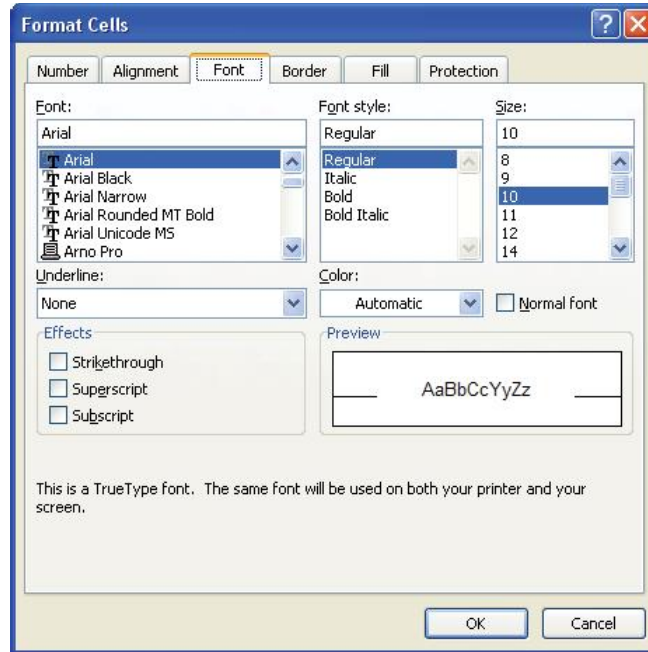 Format Cells
Number Alignment Font Border Fill Protection
Font: Font style: Size:
Arial Regular 10
Arial Regular 8
Arial Black Italic 9
Arial Narrow Bold 10
Arial Rounded MT Bold Bold Italic 11
Arial Unicode MS 12
Arno Pro 14
Underline: Color:
None Automatic Normal font
Effects Preview
Strikethrough
Superscript AaBbCcYyZz
Subscript
This is a TrueType font. The same font will be used on both your printer and your
screen.
OK Cancel